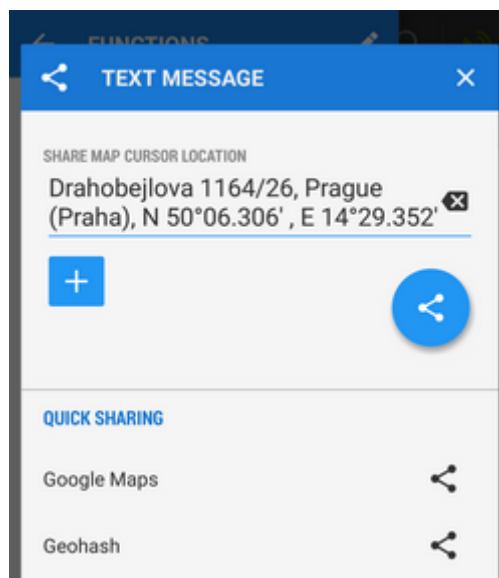 FUNCTIONS
TEXT MESSAGE
SHARE MAP CURSOR LOCATION
Drahobejlova 1164/26, Prague
(Praha), N 50°06.306' , E 14°29.352'
QUICK SHARING
Google Maps
Geohash